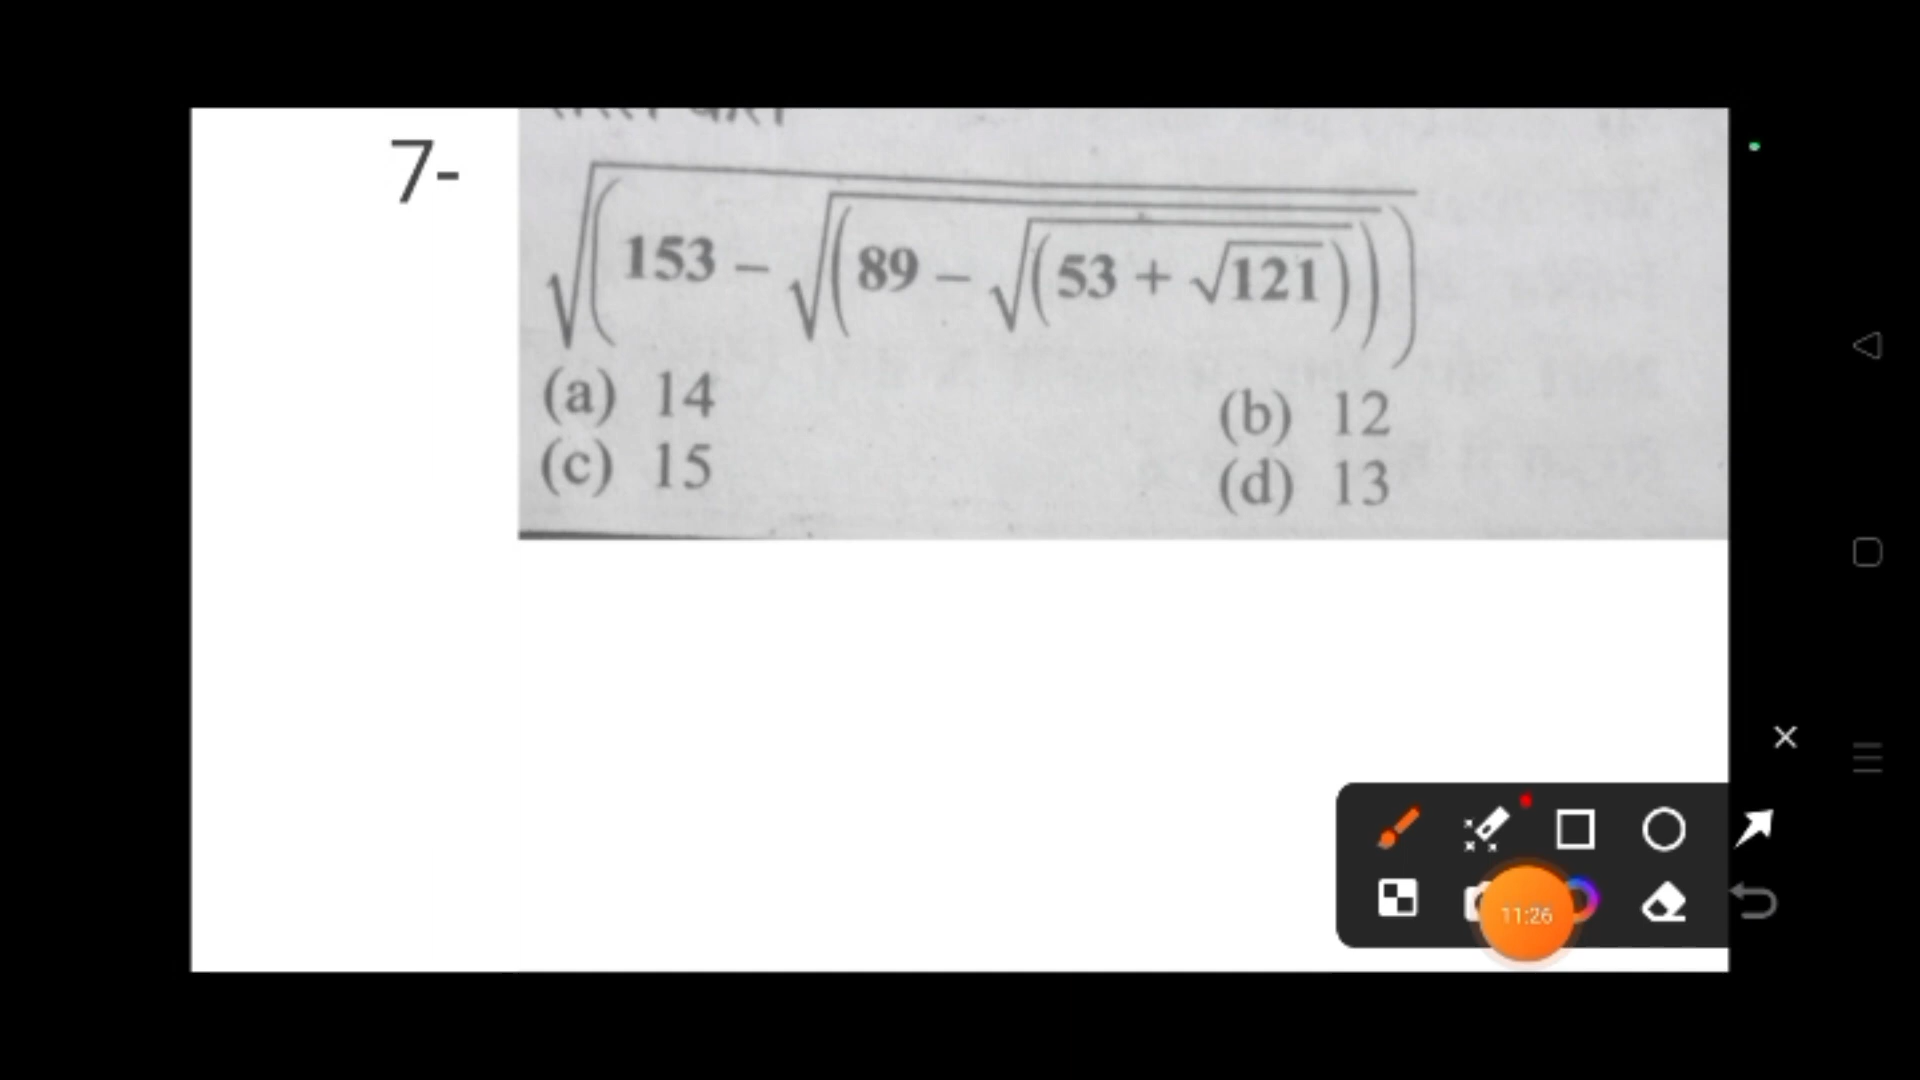 7-
√(153 – √(89 – √(53 + √121)))
(a) 14
(b) 12
(c) 15
(d) 13
11:26